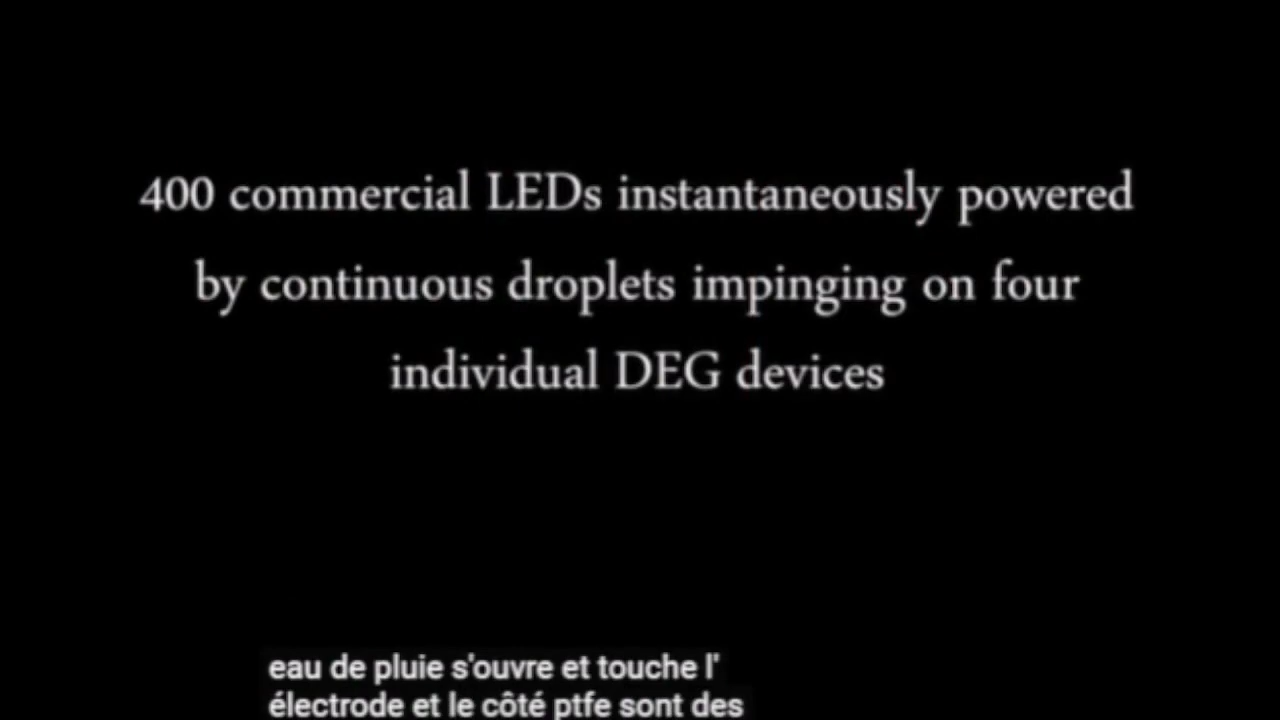 400 commercial LEDs instantaneously powered
by continuous droplets impinging on four
individual DEG devices
eau de pluie s'ouvre et touche l'
électrode et le côté ptfe sont des